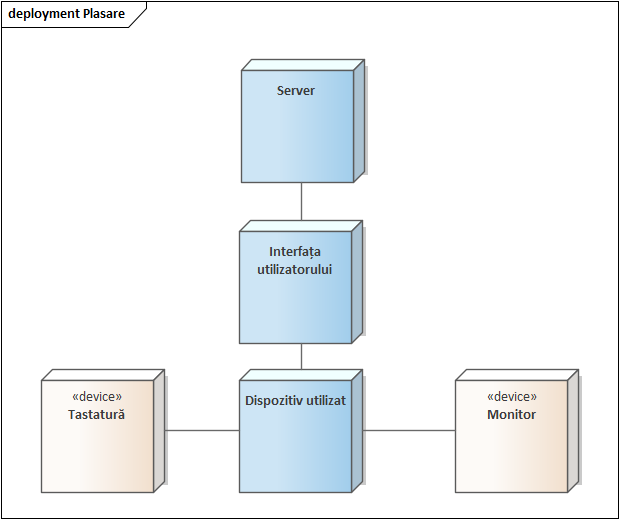 deployment Plasare
Server
Interfața
utilizatorului
«device»
Tastatură
Dispozitiv utilizat
«device»
Monitor